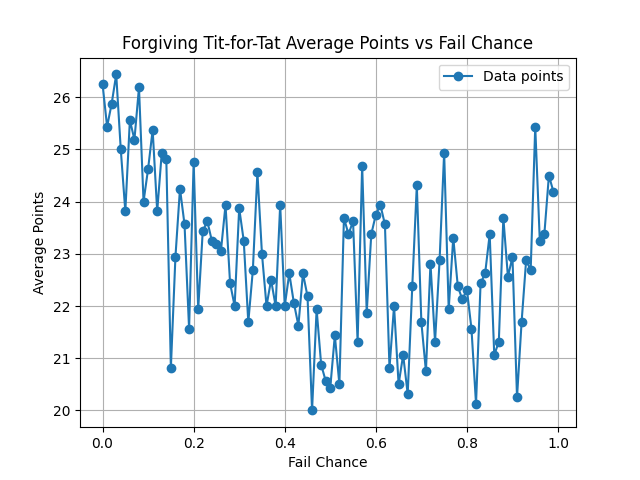 Forgiving Tit-for-Tat Average Points vs Fail Chance
Data points
26
25
24
23
22
21
20
Average Points
0.0 0.2 0.4 0.6 0.8 1.0
Fail Chance